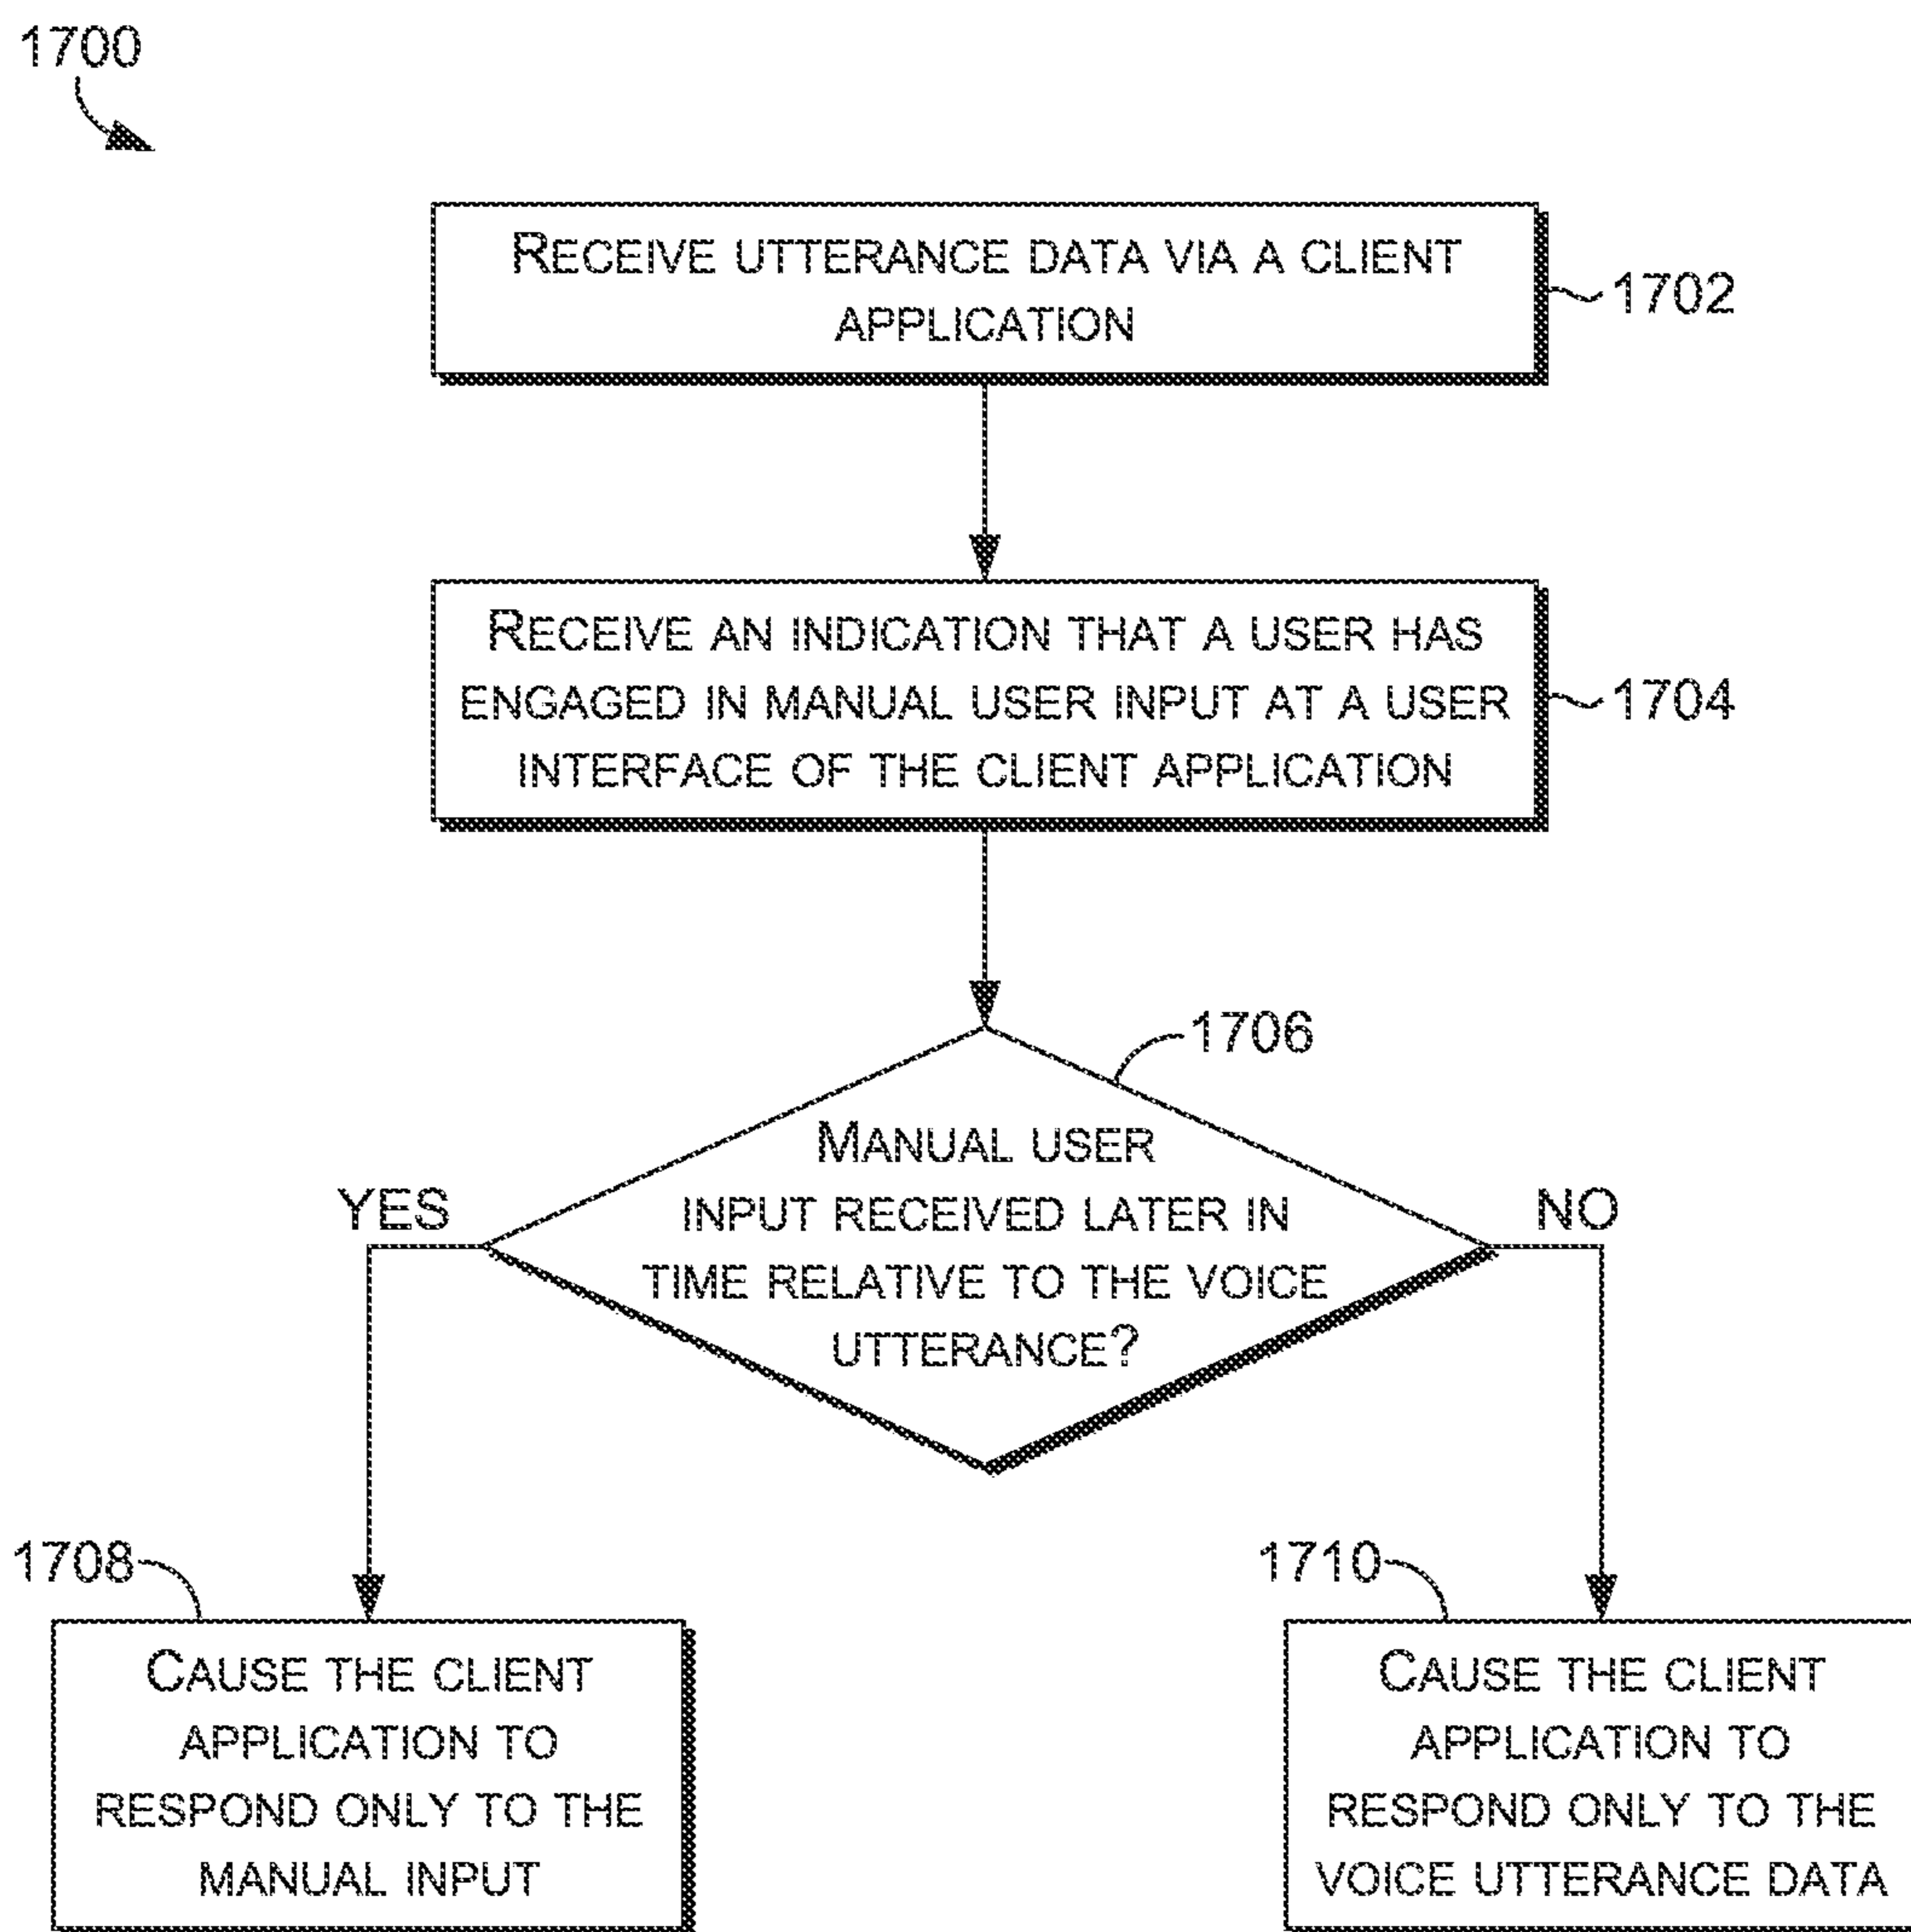 1700
RECEIVE UTTERANCE DATA VIA A CLIENT
APPLICATION
1702
RECEIVE AN INDICATION THAT A USER HAS
ENGAGED IN MANUAL USER INPUT AT A USER
INTERFACE OF THE CLIENT APPLICATION
1704
1706
MANUAL USER
INPUT RECEIVED LATER IN
TIME RELATIVE TO THE VOICE
UTTERANCE?
YES
NO
1708
CAUSE THE CLIENT
APPLICATION TO
RESPOND ONLY TO THE
MANUAL INPUT
1710
CAUSE THE CLIENT
APPLICATION TO
RESPOND ONLY TO THE
VOICE UTTERANCE DATA